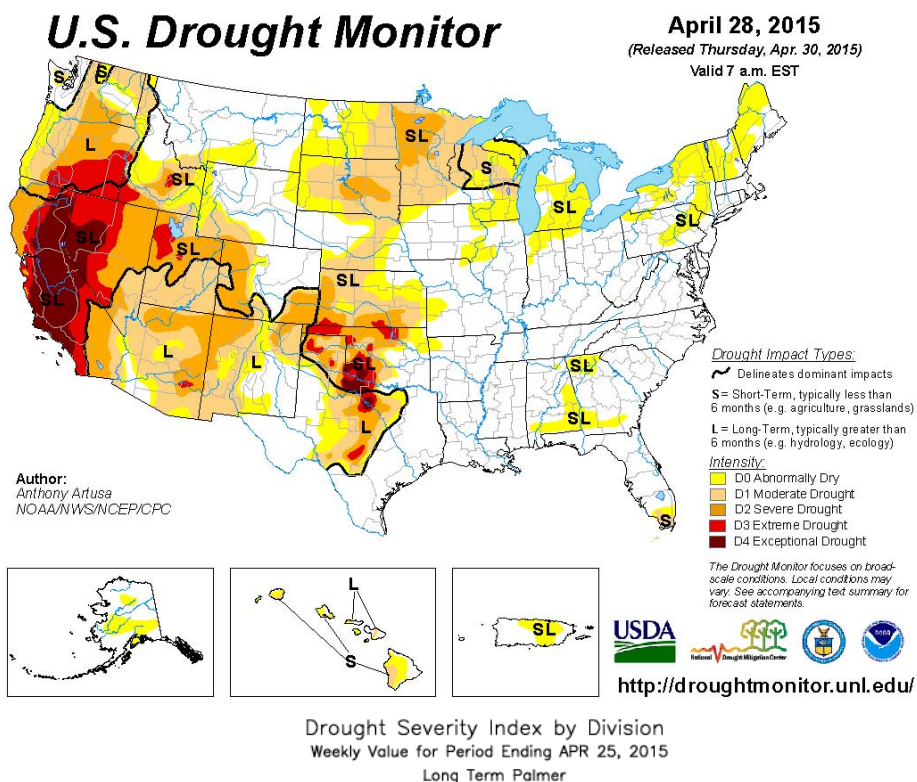 U.S. Drought Monitor
April 28, 2015
(Released Thursday, Apr. 30, 2015)
Valid 7 a.m. EST
S
S
L
SL
SL
S
SL
SL
SL
SL
SL
SL
L
L
SL
L
SL
SL
S
Drought Impact Types:
Delineates dominant impacts
S = Short-Term, typically less than
6 months (e.g. agriculture, grasslands)
L = Long-Term, typically greater than
6 months (e.g. hydrology, ecology)
Intensity:
D0 Abnormally Dry
D1 Moderate Drought
D2 Severe Drought
D3 Extreme Drought
D4 Exceptional Drought
Author:
Anthony Artusa
NOAA/NWS/NCEP/CPC
The Drought Monitor focuses on broad-
scale conditions. Local conditions may
vary. See accompanying text summary for
forecast statements.
L
S
SL
USDA
National Drought Mitigation Center
http://droughtmonitor.unl.edu/
Drought Severity Index by Division
Weekly Value for Period Ending APR 25, 2015
Long Term Palmer